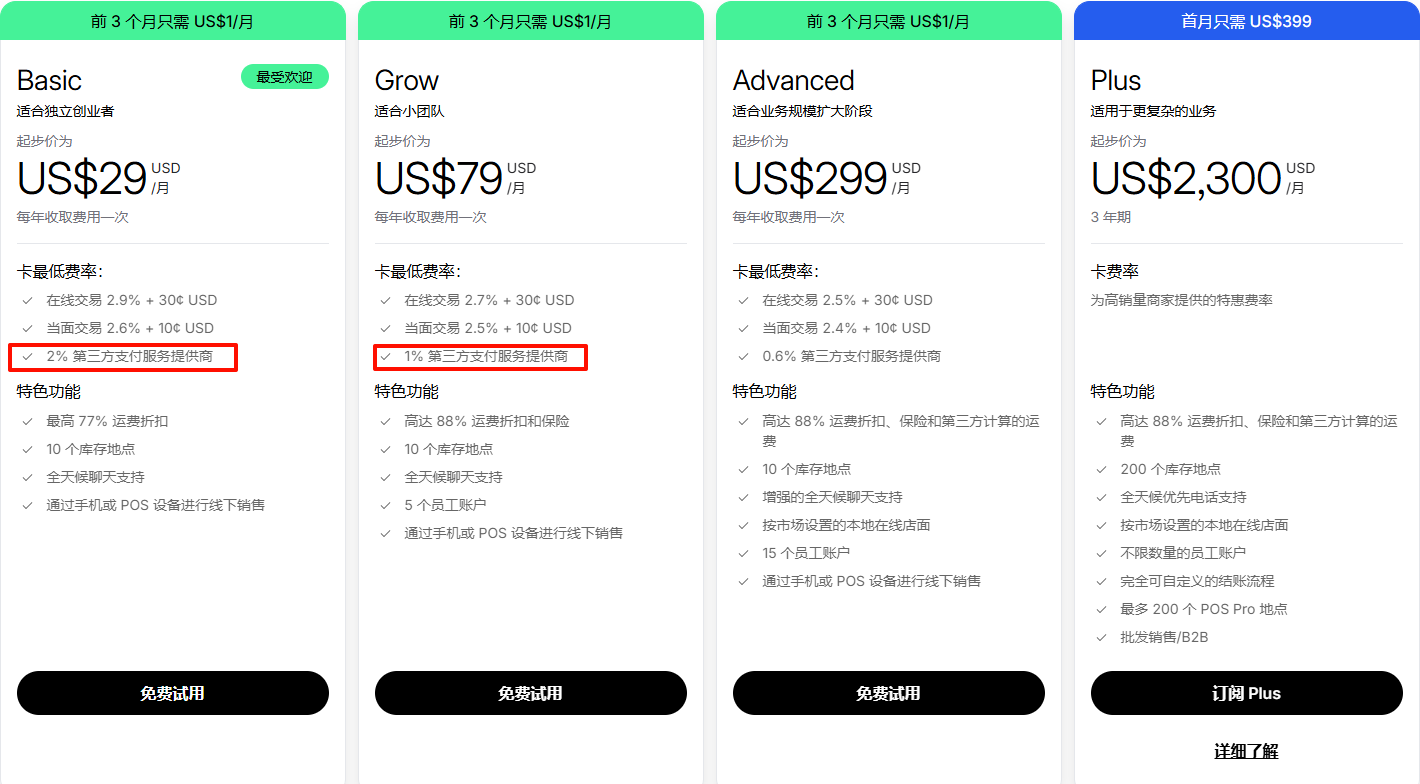 前 3 个月只需 US$1/月
Basic
最受欢迎
适合独立创业者
起步价为
US$29 USD
/月
每年收取费用一次
卡最低费率：
在线交易 2.9% + 30¢ USD
当面交易 2.6% + 10¢ USD
2% 第三方支付服务提供商
特色功能
最高 77% 运费折扣
10 个库存地点
全天候聊天支持
通过手机或 POS 设备进行线下销售
免费试用
前 3 个月只需 US$1/月
Grow
适合小团队
起步价为
US$79 USD
/月
每年收取费用一次
卡最低费率：
在线交易 2.7% + 30¢ USD
当面交易 2.5% + 10¢ USD
1% 第三方支付服务提供商
特色功能
高达 88% 运费折扣和保险
10 个库存地点
全天候聊天支持
5 个员工账户
通过手机或 POS 设备进行线下销售
免费试用
前 3 个月只需 US$1/月
Advanced
适合业务规模扩大阶段
起步价为
US$299 USD
/月
每年收取费用一次
卡最低费率：
在线交易 2.5% + 30¢ USD
当面交易 2.4% + 10¢ USD
0.6% 第三方支付服务提供商
特色功能
高达 88% 运费折扣、保险和第三方计算的运
费
10 个库存地点
增强的全天候聊天支持
按市场设置的本地在线店面
15 个员工账户
通过手机或 POS 设备进行线下销售
免费试用
首月只需 US$399
Plus
适用于更复杂的业务
起步价为
US$2,300 USD
/月
3 年期
卡费率
为高销量商家提供的特惠费率
特色功能
高达 88% 运费折扣、保险和第三方计算的运
费
200 个库存地点
全天候优先电话支持
按市场设置的本地在线店面
不限数量的员工账户
完全可自定义的结账流程
最多 200 个 POS Pro 地点
批发销售/B2B
订阅 Plus
详细了解